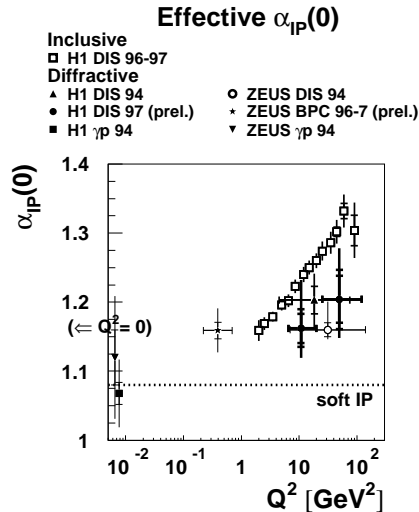 Effective α_IP(0)
Inclusive
H1 DIS 96-97
Diffractive
H1 DIS 94
ZEUS DIS 94
H1 DIS 97 (prel.)
ZEUS BPC 96-7 (prel.)
H1 γp 94
ZEUS γp 94
α_IP(0)
1.4
1.3
1.2
(⇐ Q² = 0)
1.1
soft IP
1
10⁻² 10⁻¹ 1 10 10²
Q² [GeV²]